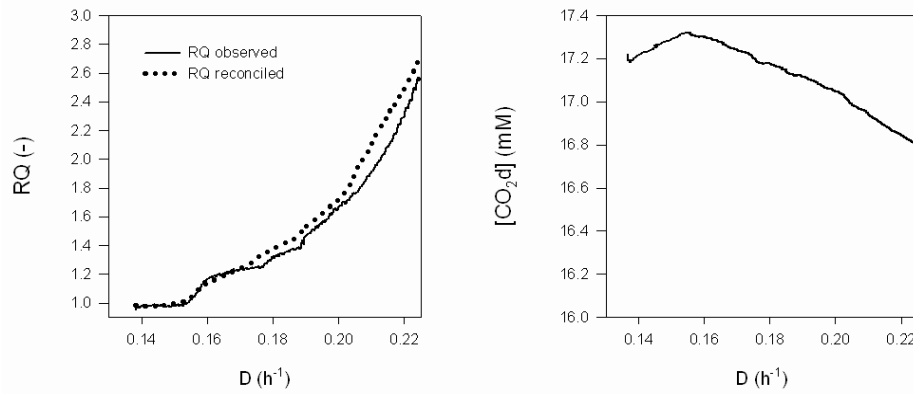 3.0
2.8
2.6
2.4
2.2
2.0
1.8
1.6
1.4
1.2
1.0
RQ (-)
RQ observed
RQ reconciled
0.14 0.16 0.18 0.20 0.22
D (h⁻¹)
17.4
17.2
17.0
16.8
16.6
16.4
16.2
16.0
[CO₂d] (mM)
0.14 0.16 0.18 0.20 0.22
D (h⁻¹)